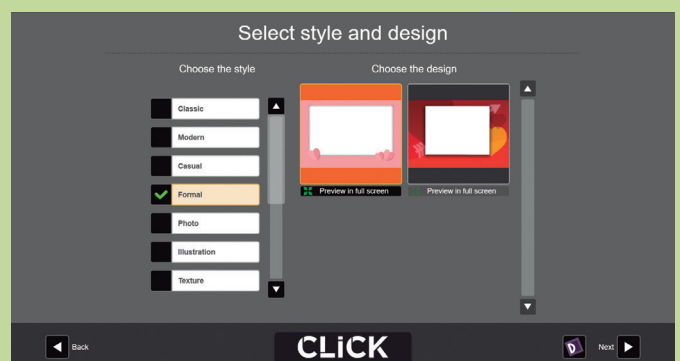 Select style and design
Choose the style
Choose the design
Classic
Modern
Casual
Formal
Photo
Illustration
Texture
Preview in full screen
Preview in full screen
Back
CLiCK
D
Next